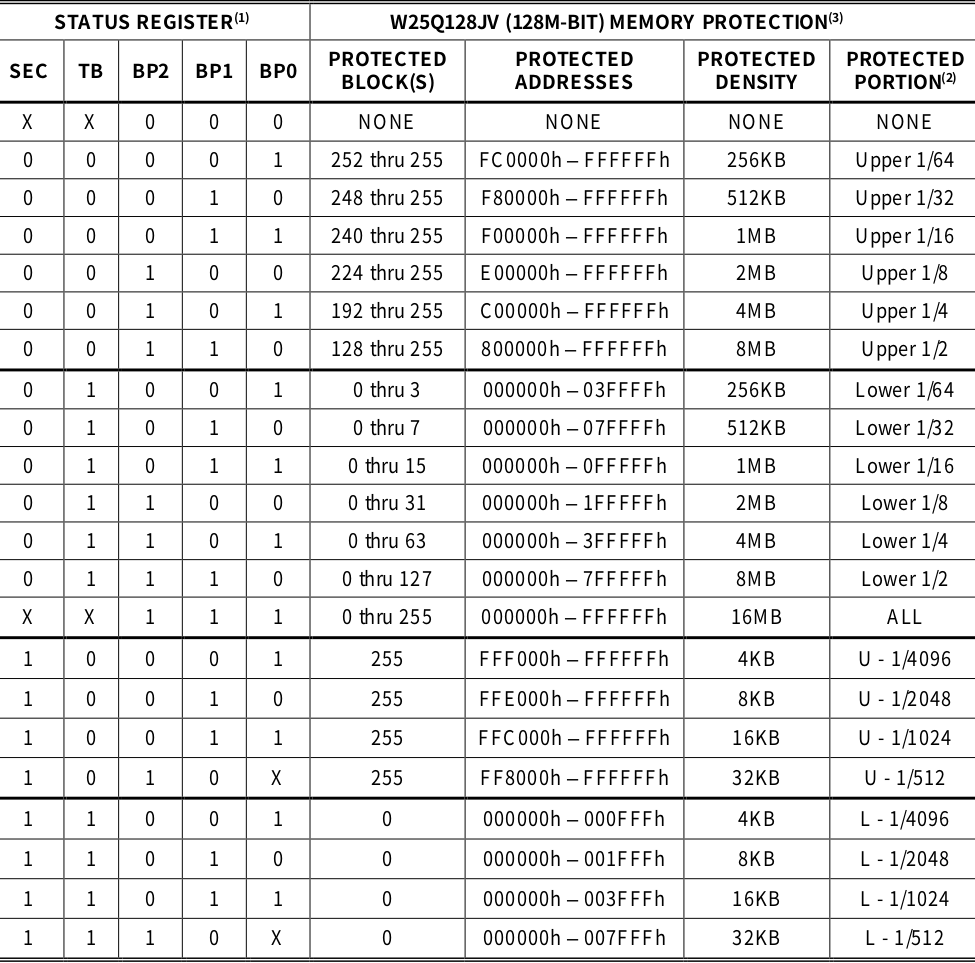 STATUS REGISTER(1) W25Q128JV (128M-BIT) MEMORY PROTECTION(3)
SEC TB BP2 BP1 BP0 PROTECTED BLOCK(S) PROTECTED ADDRESSES PROTECTED DENSITY PROTECTED PORTION(2)
X X 0 0 0 NONE NONE NONE NONE
0 0 0 0 1 252 thru 255 FC0000h – FFFFFFh 256KB Upper 1/64
0 0 0 1 0 248 thru 255 F80000h – FFFFFFh 512KB Upper 1/32
0 0 0 1 1 240 thru 255 F00000h – FFFFFFh 1MB Upper 1/16
0 0 1 0 0 224 thru 255 E00000h – FFFFFFh 2MB Upper 1/8
0 0 1 0 1 192 thru 255 C00000h – FFFFFFh 4MB Upper 1/4
0 0 1 1 0 128 thru 255 800000h – FFFFFFh 8MB Upper 1/2
0 1 0 0 1 0 thru 3 000000h – 03FFFFh 256KB Lower 1/64
0 1 0 1 0 0 thru 7 000000h – 07FFFFh 512KB Lower 1/32
0 1 0 1 1 0 thru 15 000000h – 0FFFFFh 1MB Lower 1/16
0 1 1 0 0 0 thru 31 000000h – 1FFFFFh 2MB Lower 1/8
0 1 1 0 1 0 thru 63 000000h – 3FFFFFh 4MB Lower 1/4
0 1 1 1 0 0 thru 127 000000h – 7FFFFFh 8MB Lower 1/2
X X 1 1 1 0 thru 255 000000h – FFFFFFh 16MB ALL
1 0 0 0 1 255 FFF000h – FFFFFFh 4KB U - 1/4096
1 0 0 1 0 255 FFE000h – FFFFFFh 8KB U - 1/2048
1 0 0 1 1 255 FFC000h – FFFFFFh 16KB U - 1/1024
1 0 1 0 X 255 FF8000h – FFFFFFh 32KB U - 1/512
1 1 0 0 1 0 000000h – 000FFFh 4KB L - 1/4096
1 1 0 1 0 0 000000h – 001FFFh 8KB L - 1/2048
1 1 0 1 1 0 000000h – 003FFFh 16KB L - 1/1024
1 1 1 0 X 0 000000h – 007FFFh 32KB L - 1/512